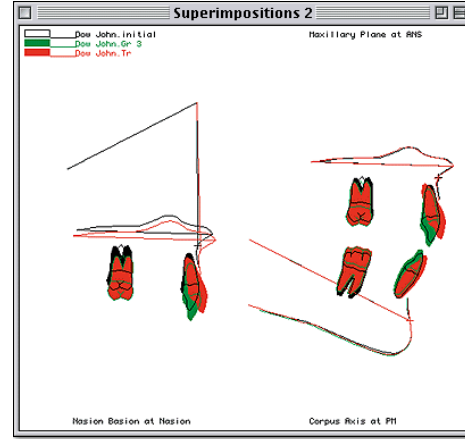 Superimpositions 2
Dow John.initial
Dow John.Gr 3
Dow John.Tr
Maxillary Plane at ANS
Nasion Basion at Nasion
Corpus Axis at PM